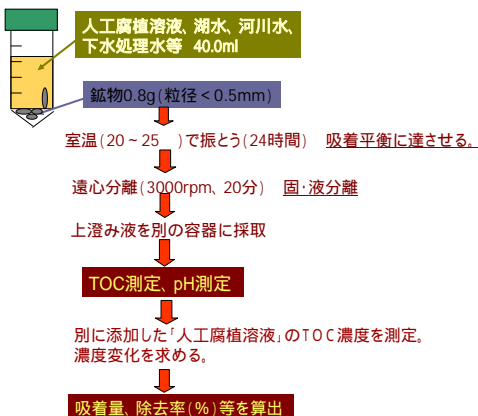 人工腐植溶液、湖水、河川水、
下水処理水等 40.0ml
鉱物0.8g(粒径<0.5mm)
室温(20~25 )で振とう(24時間) 吸着平衡に達させる。
遠心分離(3000rpm、20分) 固・液分離
上澄み液を別の容器に採取
TOC測定、pH測定
別に添加した「人工腐植溶液」のTOC濃度を測定。
濃度変化を求める。
吸着量、除去率(%)等を算出